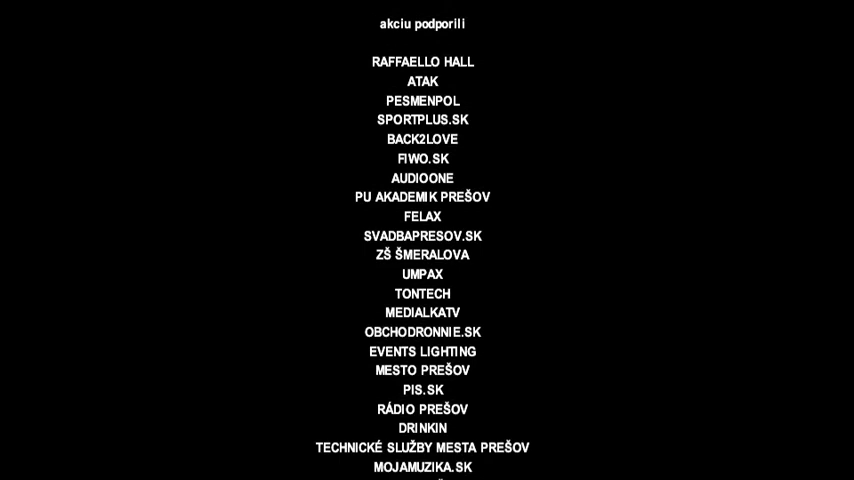 akciu podporili
RAFFAELLO HALL
ATAK
PESMENPOL
SPORTPLUS.SK
BACK2LOVE
FIWO.SK
AUDIOONE
PU AKADEMIK PREŠOV
FELAX
SVADBAPRESOV.SK
ZŠ ŠMERALOVA
UMPAX
TONTECH
MEDIALKATV
OBCHODRONNIE.SK
EVENTS LIGHTING
MESTO PREŠOV
PIS.SK
RÁDIO PREŠOV
DRINKIN
TECHNICKÉ SLUŽBY MESTA PREŠOV
MOJAMUZIKA.SK